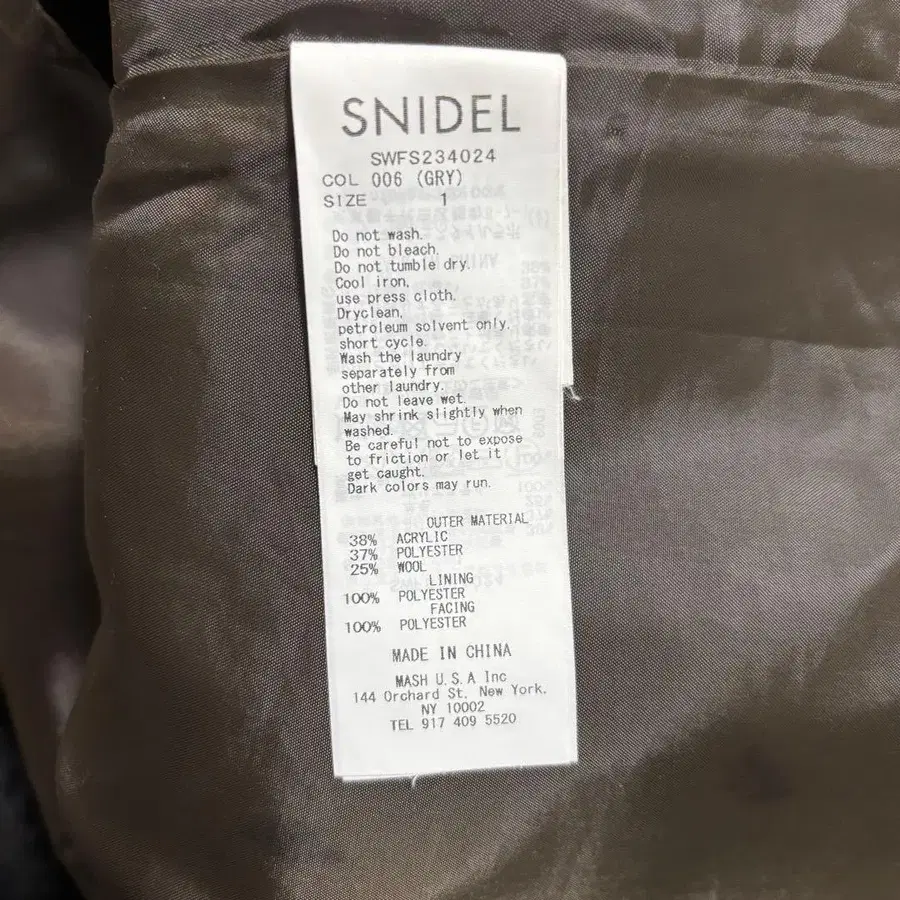 SNIDEL
SWFS234024
COL 006 (GRY)
SIZE 1
Do not wash.
Do not bleach.
Do not tumble dry.
Cool iron,
use press cloth.
Dryclean,
petroleum solvent only.
short cycle.
Wash the laundry
separately from
other laundry.
Do not leave wet.
May shrink slightly when
washed.
Be careful not to expose
to friction or let it
get caught.
Dark colors may run.
OUTER MATERIAL
38% ACRYLIC
37% POLYESTER
25% WOOL
LINING
100% POLYESTER
FACING
100% POLYESTER
MADE IN CHINA
MASH U.S.A Inc
144 Orchard St. New York.
NY 10002
TEL 917 409 5520